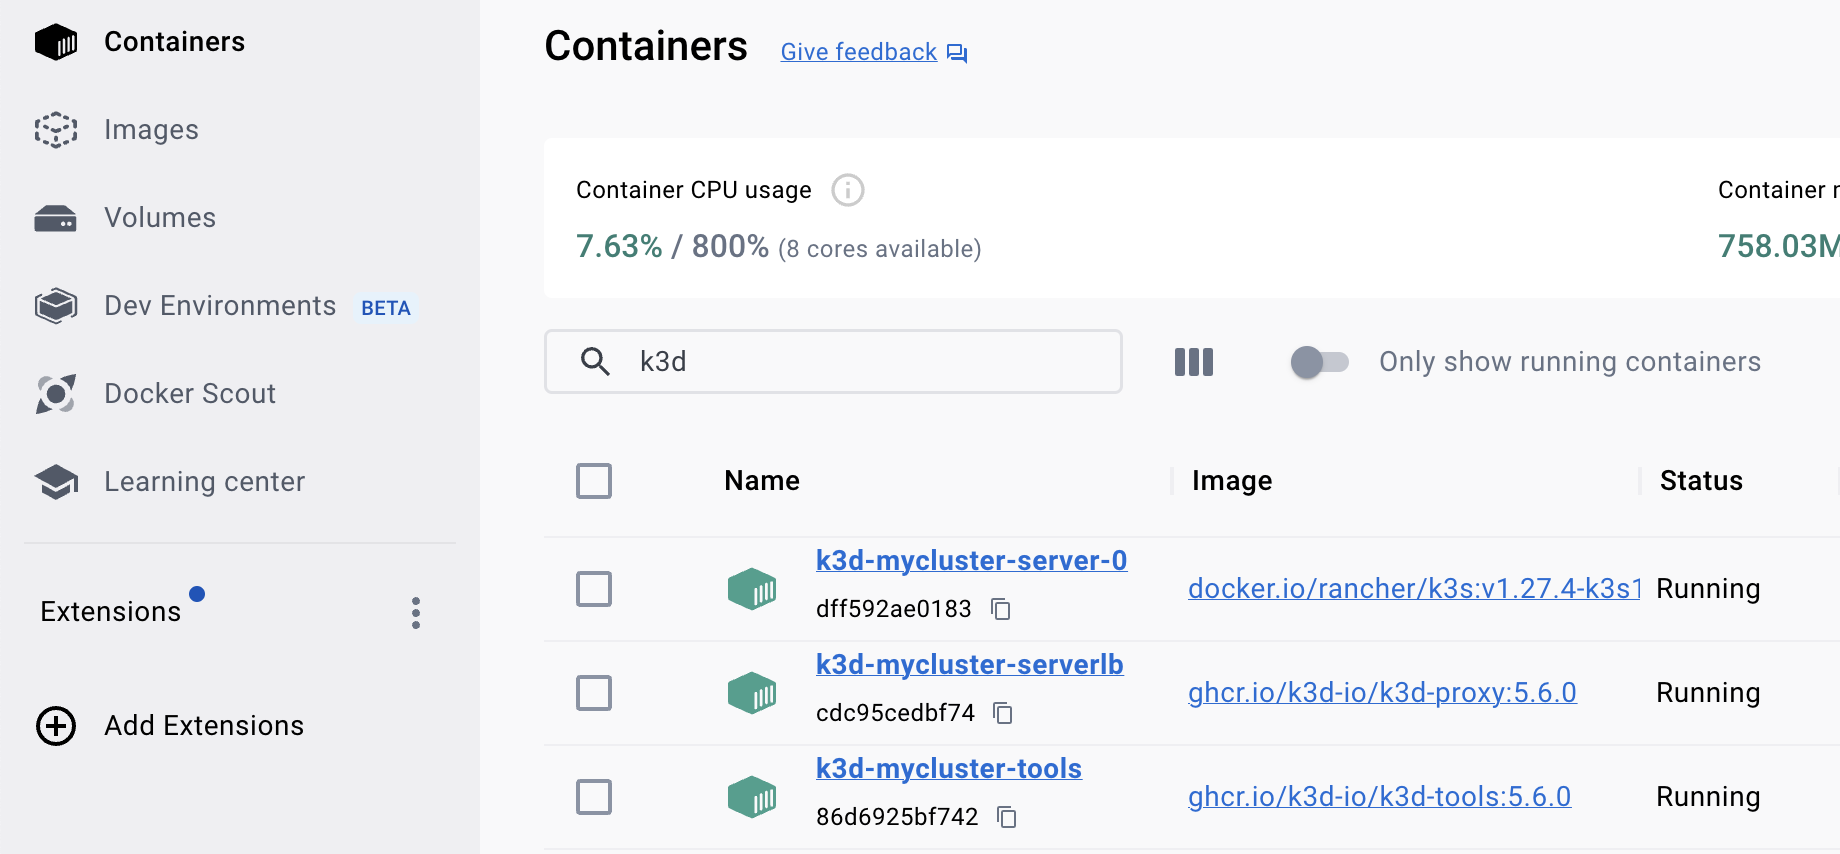 Containers
Images
Volumes
Dev Environments BETA
Docker Scout
Learning center
Extensions
Add Extensions
Containers Give feedback
Container CPU usage
7.63% / 800% (8 cores available)
Container
758.03M
k3d
Only show running containers
Name Image Status
k3d-mycluster-server-0
dff592ae0183
docker.io/rancher/k3s:v1.27.4-k3s1 Running
k3d-mycluster-serverlb
cdc95cedbf74
ghcr.io/k3d-io/k3d-proxy:5.6.0 Running
k3d-mycluster-tools
86d6925bf742
ghcr.io/k3d-io/k3d-tools:5.6.0 Running